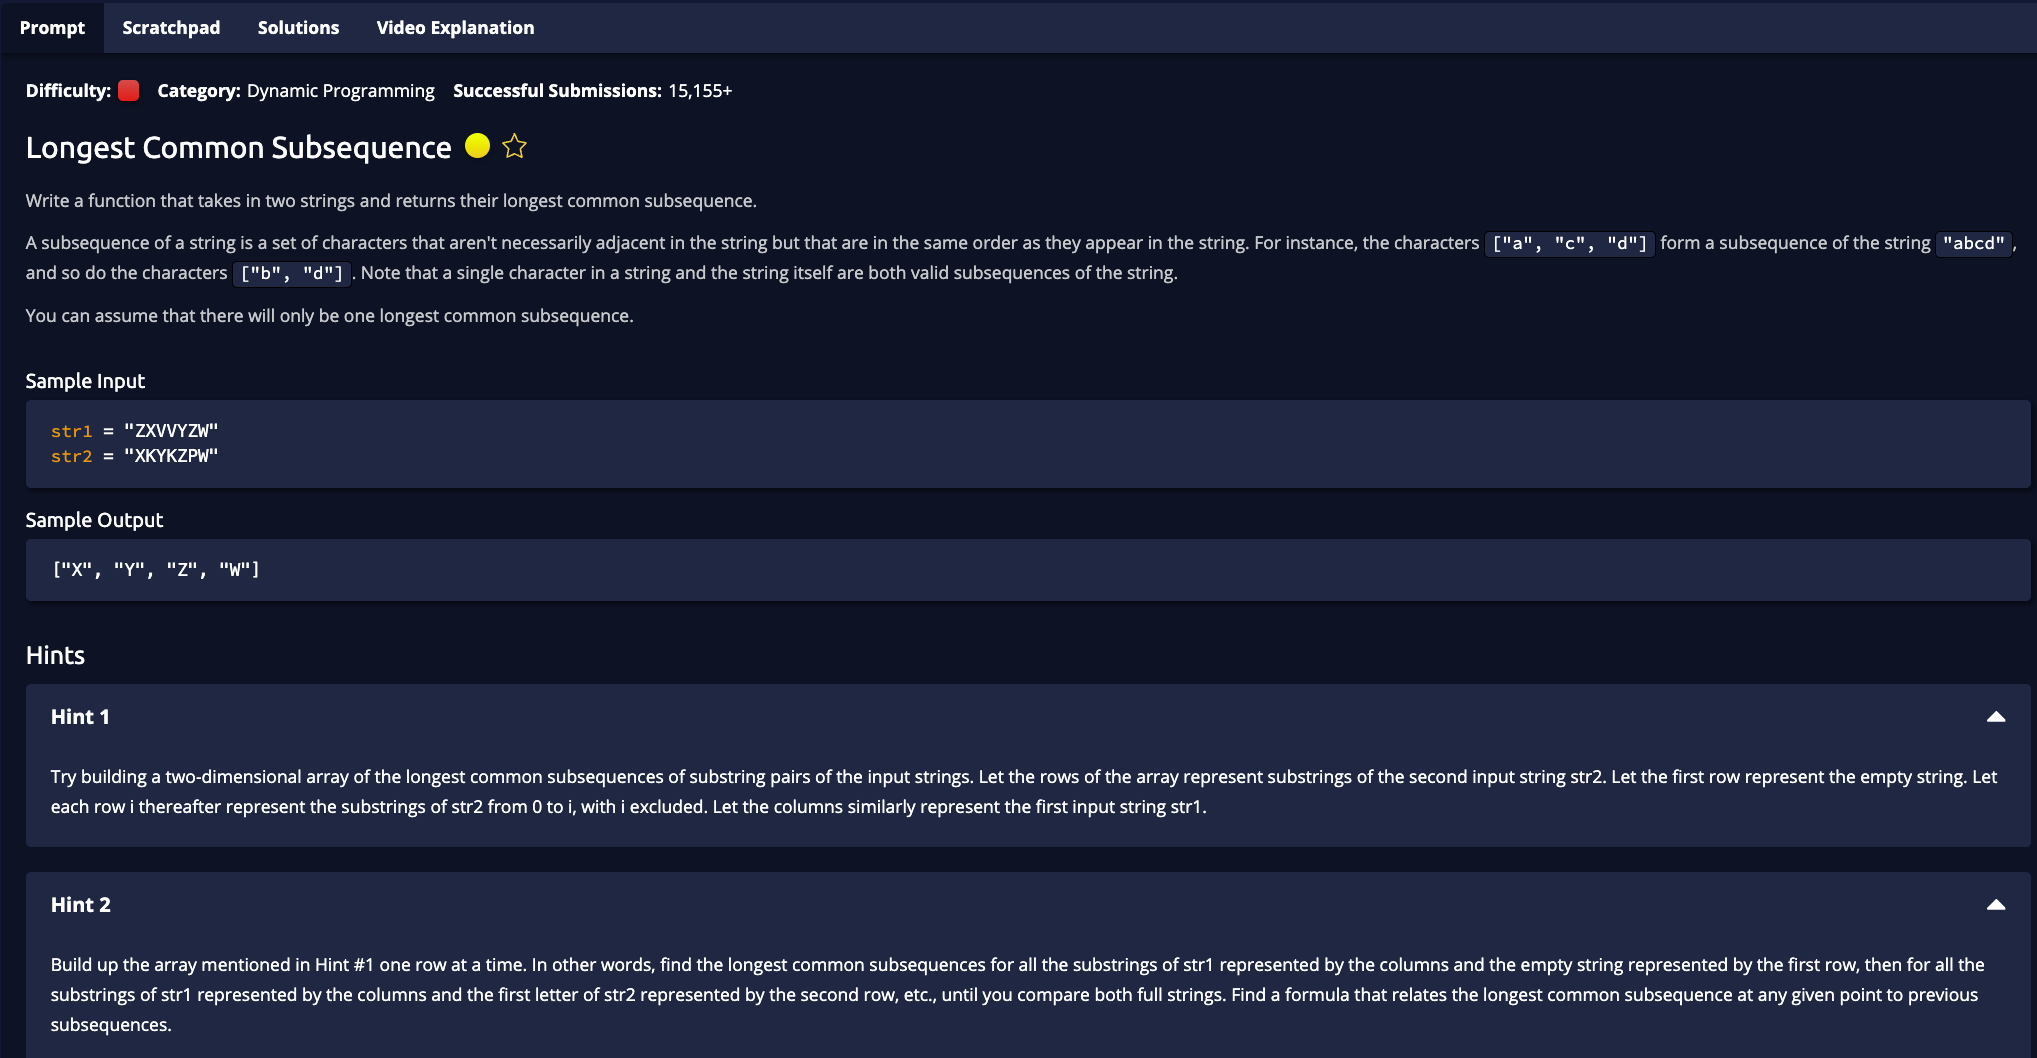 Prompt Scratchpad Solutions Video Explanation
Difficulty: Category: Dynamic Programming Successful Submissions: 15,155+
Longest Common Subsequence
Write a function that takes in two strings and returns their longest common subsequence.
A subsequence of a string is a set of characters that aren't necessarily adjacent in the string but that are in the same order as they appear in the string. For instance, the characters ["a", "c", "d"] form a subsequence of the string "abcd",
and so do the characters ["b", "d"]. Note that a single character in a string and the string itself are both valid subsequences of the string.
You can assume that there will only be one longest common subsequence.
Sample Input
str1 = "ZXVVYZW"
str2 = "XKYKZPW"
Sample Output
["X", "Y", "Z", "W"]
Hints
Hint 1
Try building a two-dimensional array of the longest common subsequences of substring pairs of the input strings. Let the rows of the array represent substrings of the second input string str2. Let the first row represent the empty string. Let
each row i thereafter represent the substrings of str2 from 0 to i, with i excluded. Let the columns similarly represent the first input string str1.
Hint 2
Build up the array mentioned in Hint #1 one row at a time. In other words, find the longest common subsequences for all the substrings of str1 represented by the columns and the empty string represented by the first row, then for all the
substrings of str1 represented by the columns and the first letter of str2 represented by the second row, etc., until you compare both full strings. Find a formula that relates the longest common subsequence at any given point to previous
subsequences.